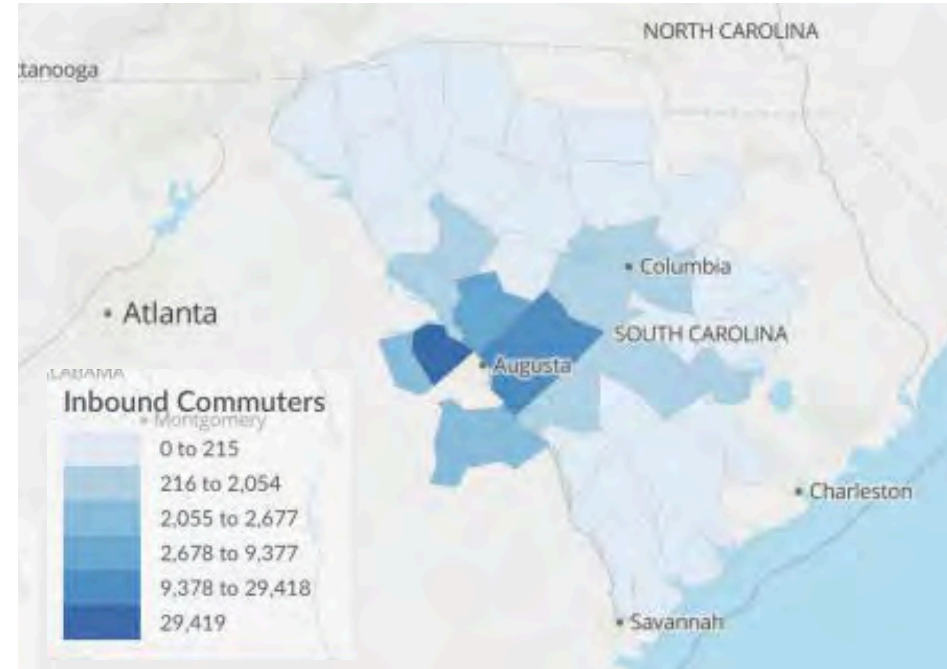 NORTH CAROLINA
tanooga
Columbia
Atlanta
SOUTH CAROLINA
Augusta
LABAMA
Inbound Commuters
Montgomery
0 to 215
216 to 2,054
2,055 to 2,677
2,678 to 9,377
9,378 to 29,418
29,419
Charleston
Savannah